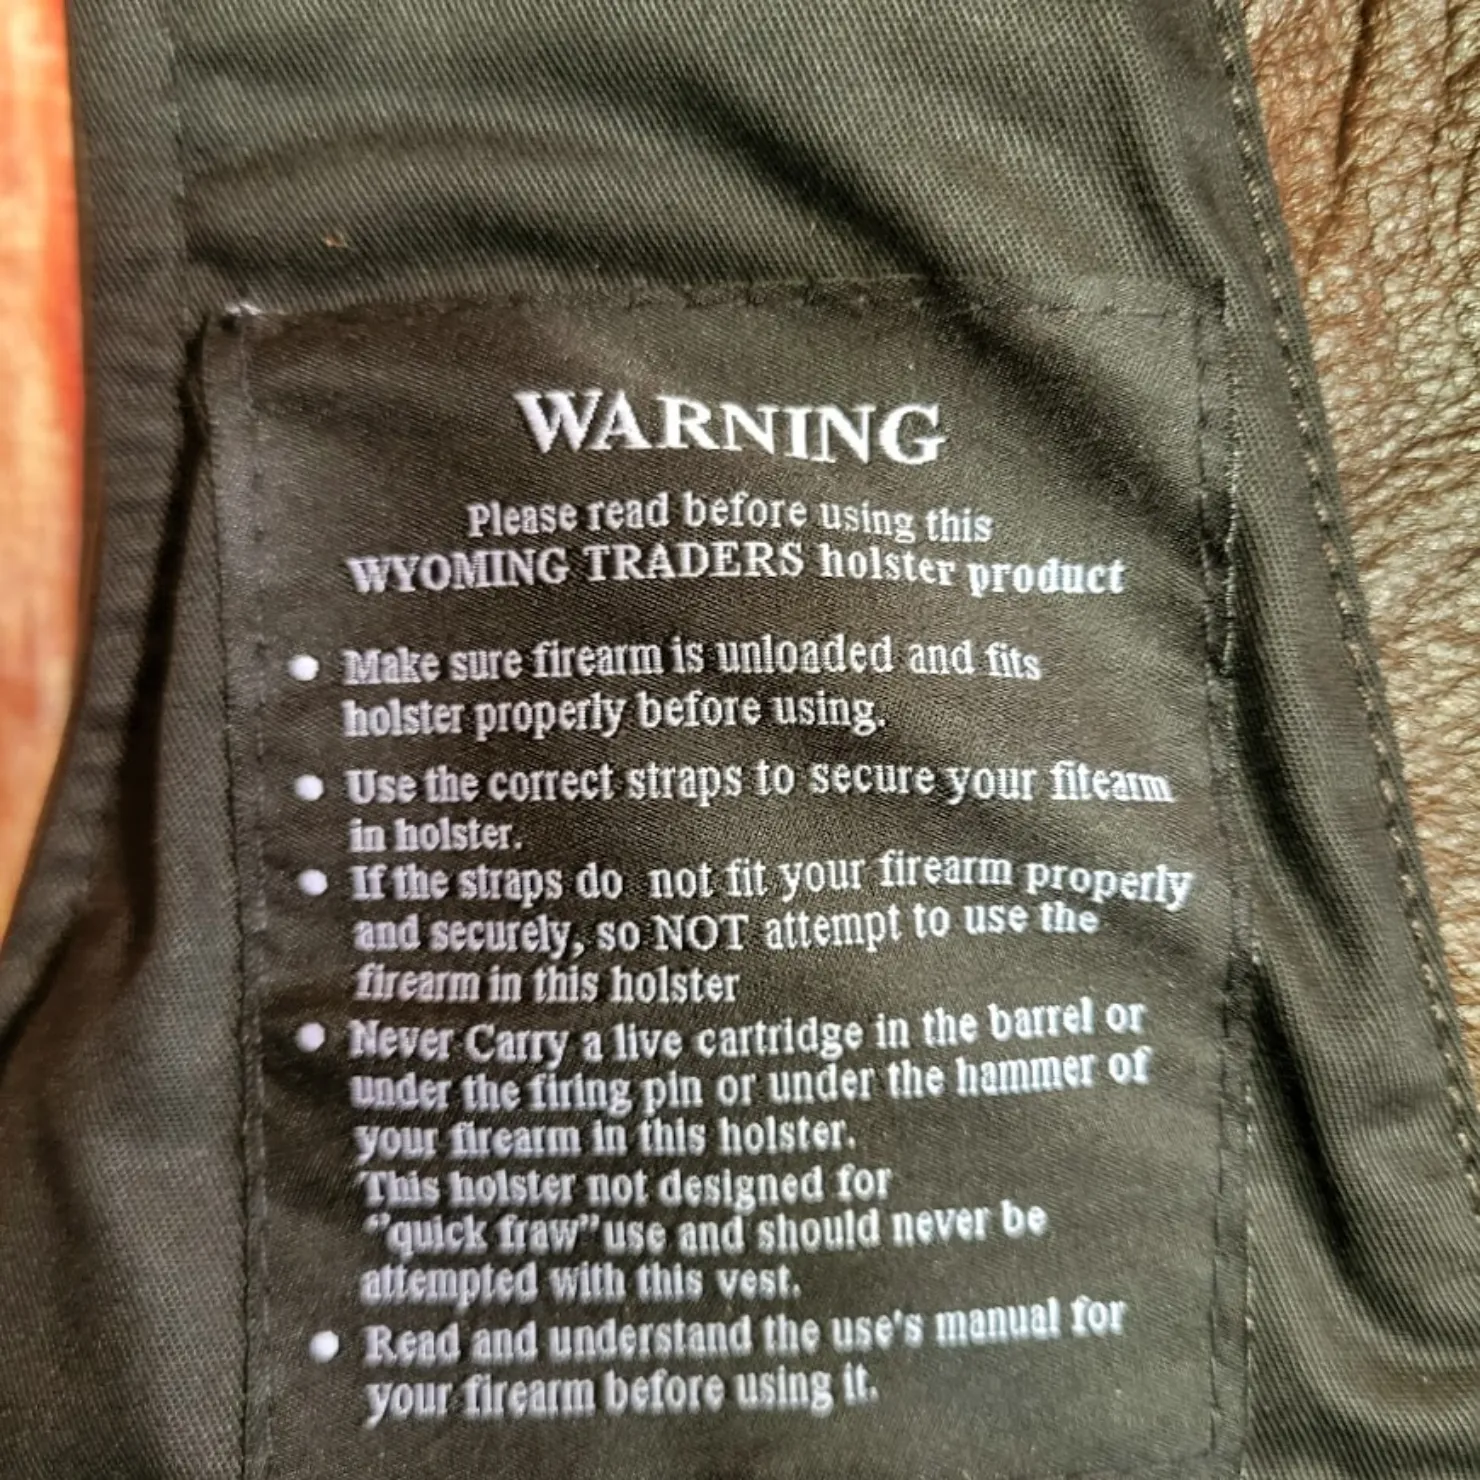 WARNING
Please read before using this
WYOMING TRADERS holster product
• Make sure firearm is unloaded and fits
holster properly before using.
• Use the correct straps to secure your fitearm
in holster.
• If the straps do not fit your firearm properly
and securely, so NOT attempt to use the
firearm in this holster
• Never Carry a live cartridge in the barrel or
under the firing pin or under the hammer of
your firearm in this holster.
This holster not designed for
"quick fraw" use and should never be
attempted with this vest.
• Read and understand the use's manual for
your firearm before using it.